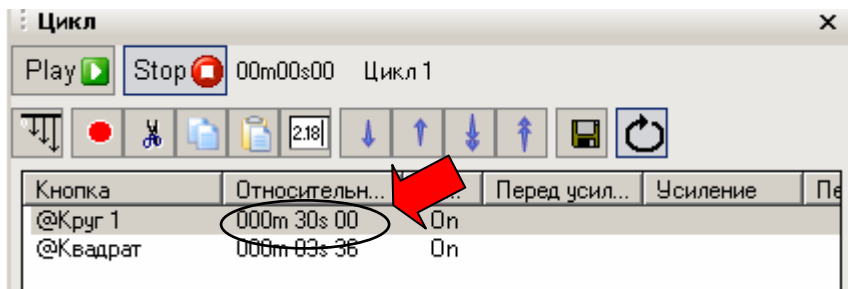 Цикл
Play Stop 00m00s00 Цикл 1
2.18
Кнопка Относительн... Перед усил... Усиление
@Круг 1 000m 30s 00 On
@Квадрат 000m 03s 36 On